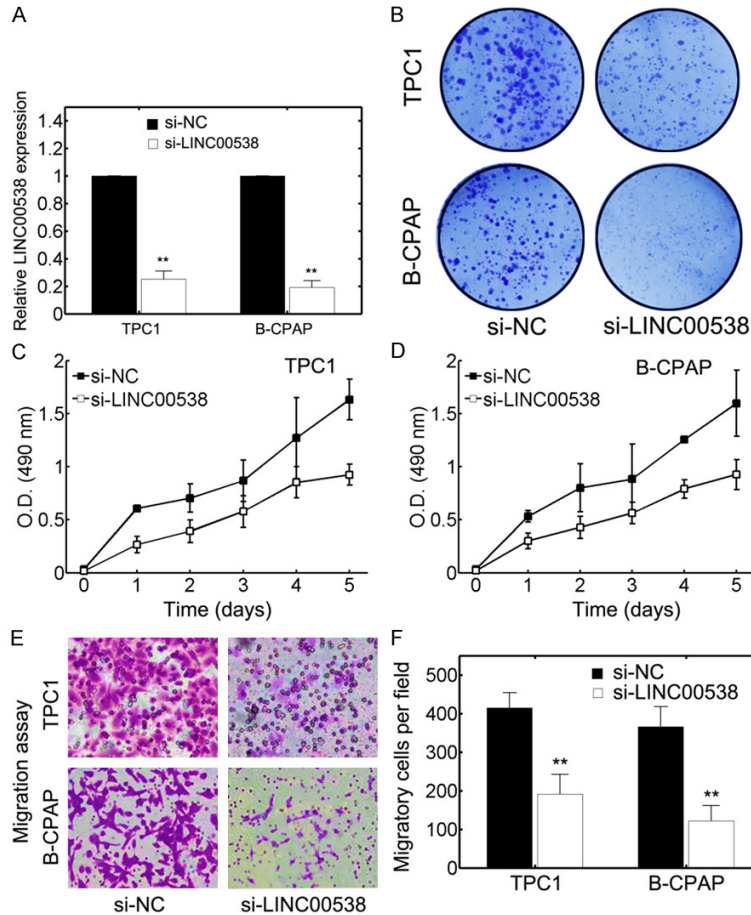 A
Relative LINC00538 expression
1.4
1.2
1
0.8
0.6
0.4
0.2
0
si-NC
si-LINC00538
**
**
TPC1
B-CPAP
B
TPC1
B-CPAP
si-NC
si-LINC00538
C
TPC1
si-NC
si-LINC00538
O.D. (490 nm)
2
1.5
1
0.5
0
0
1
2
3
4
5
Time (days)
D
B-CPAP
si-NC
si-LINC00538
O.D. (490 nm)
2
1.5
1
0.5
0
0
1
2
3
4
5
Time (days)
E
Migration assay
TPC1
B-CPAP
si-NC
si-LINC00538
F
Migratory cells per field
500
400
300
200
100
0
si-NC
si-LINC00538
**
**
TPC1
B-CPAP